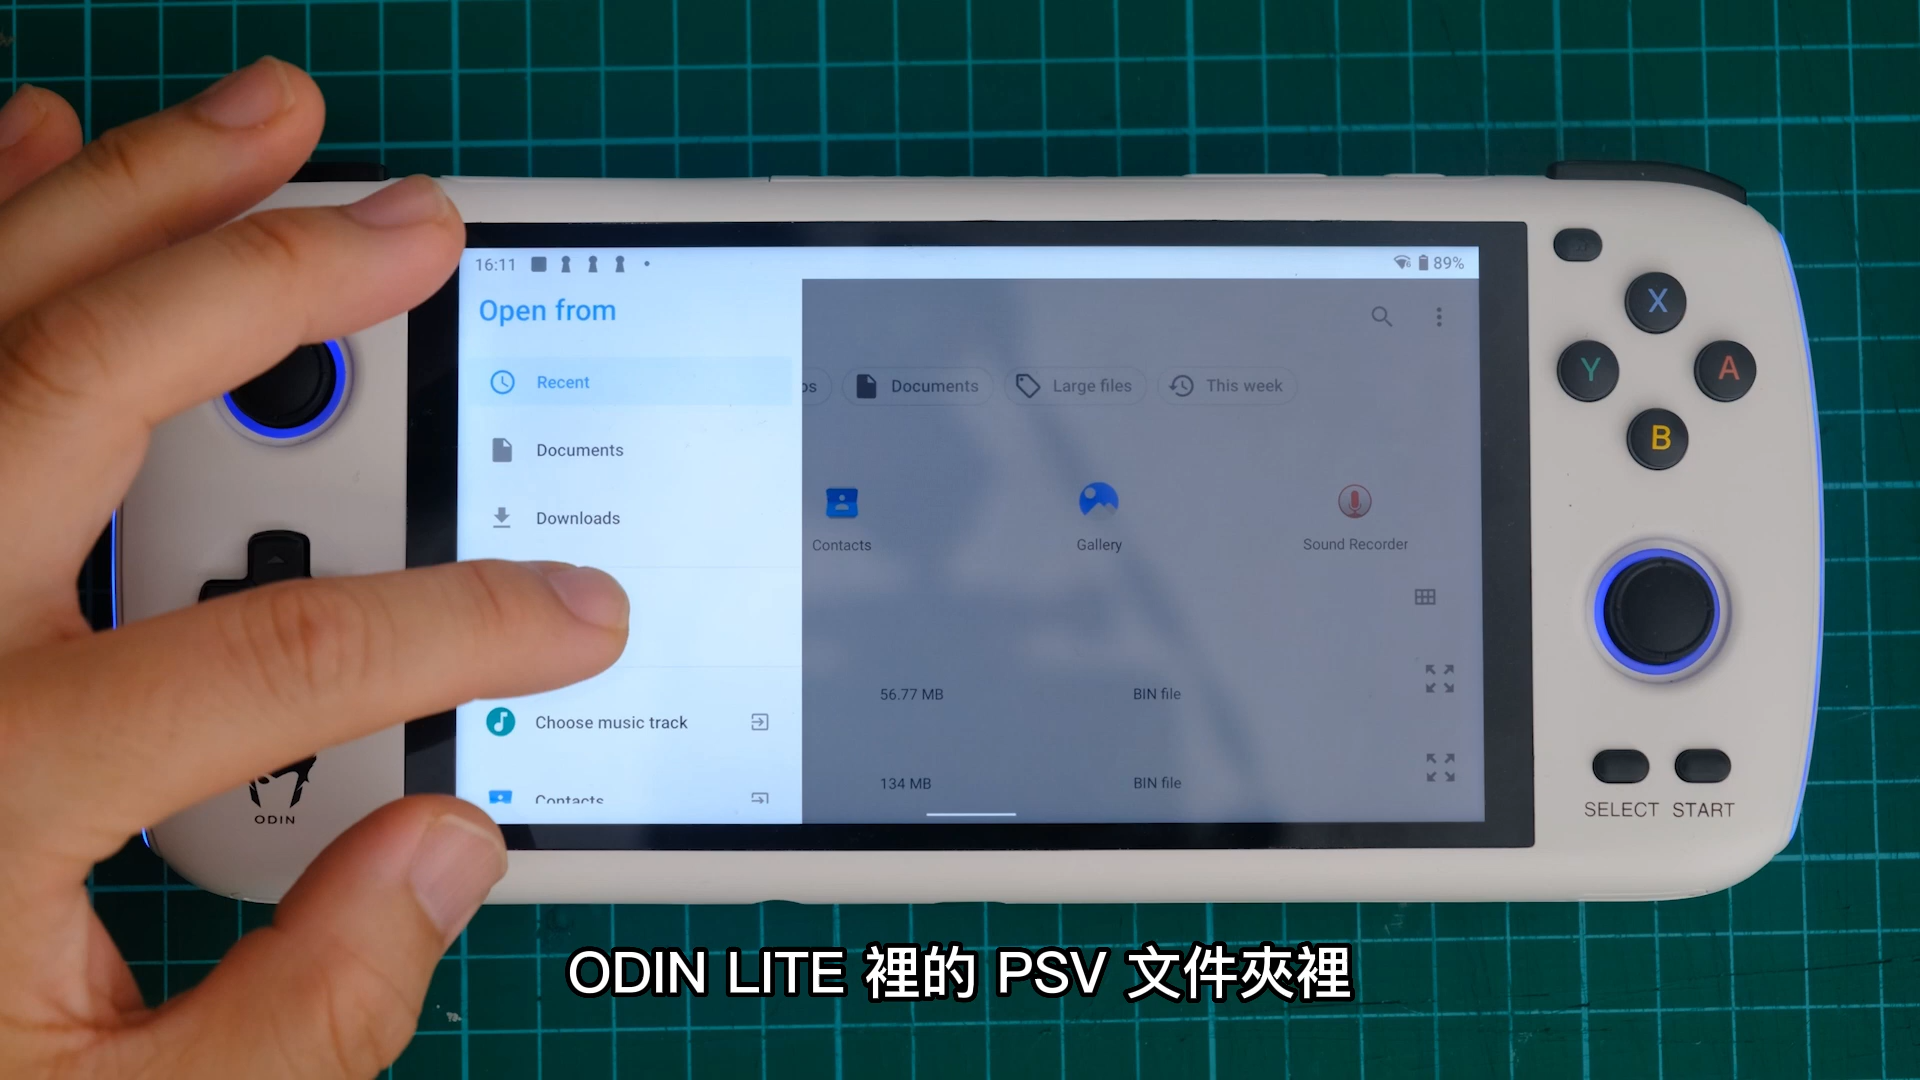 16:11
89%
Open from
Recent
Documents
Downloads
Choose music track
Contacts
Documents
Large files
This week
Contacts
Gallery
Sound Recorder
56.77 MB
BIN file
134 MB
BIN file
X
Y
A
B
SELECT START
ODIN
ODIN LITE 裡的 PSV 文件夾裡